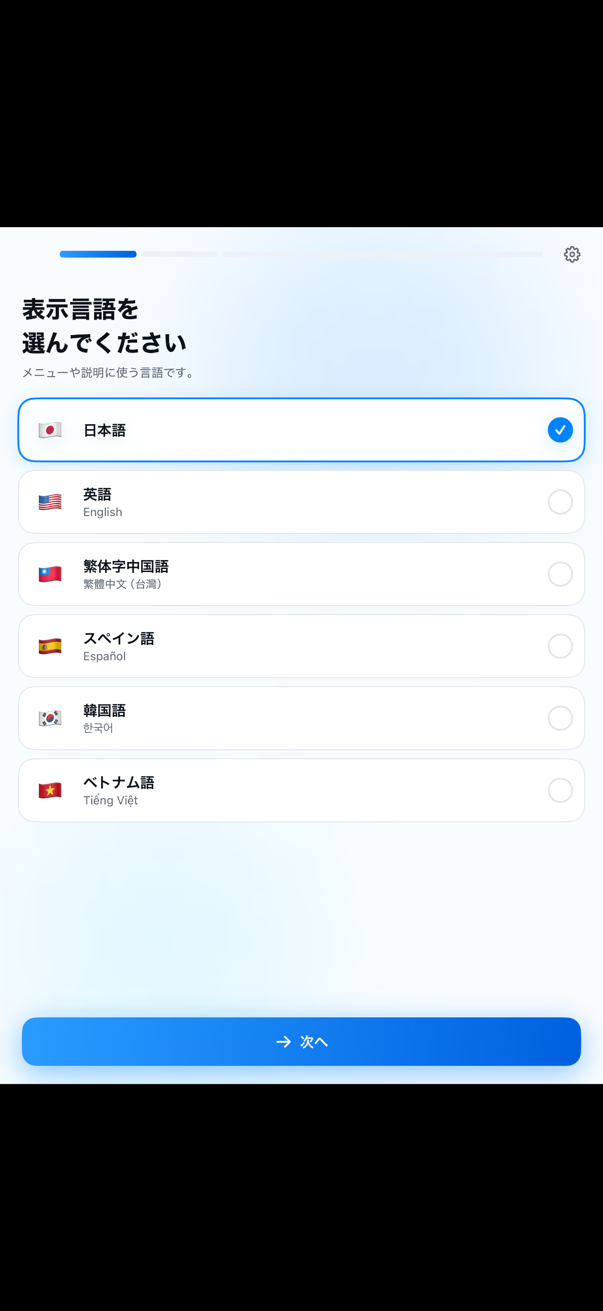 表示言語を
選んでください
メニューや説明に使う言語です。
日本語
英語
English
繁体字中国語
繁體中文（台灣）
スペイン語
Español
韓国語
한국어
ベトナム語
Tiếng Việt
次へ